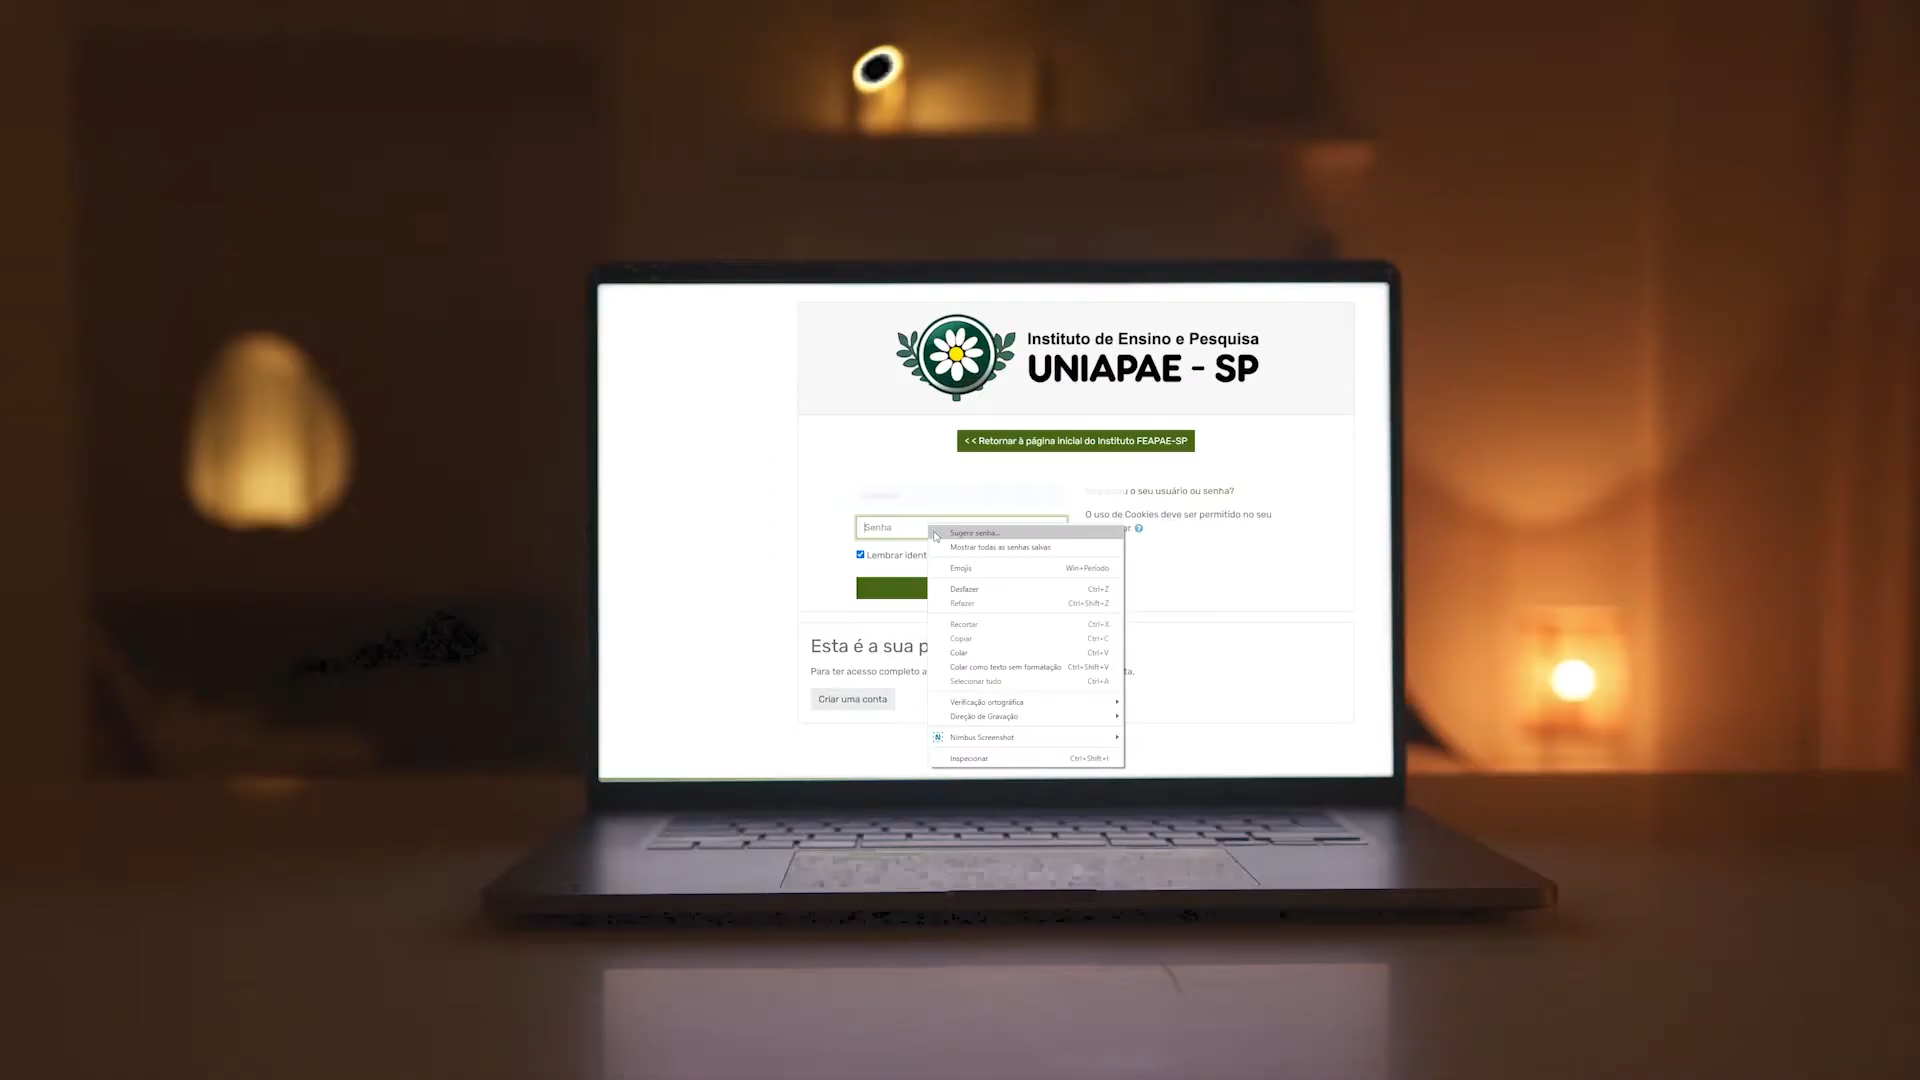 Instituto de Ensino e Pesquisa
UNIAPAE - SP
< < Retornar à página inicial do Instituto FEAPAE-SP
o seu usuário ou senha?
Senha
O uso de Cookies deve ser permitido no seu
Lembrar ident
Sugerir senha...
Mostrar todas as senhas salvas
Emojis Win+Período
Desfazer Ctrl+Z
Refazer Ctrl+Shift+Z
Recortar Ctrl+X
Copiar Ctrl+C
Colar Ctrl+V
Colar como texto sem formatação Ctrl+Shift+V
Selecionar tudo Ctrl+A
Verificação ortográfica
Direção de Gravação
N Nimbus Screenshot
Inspecionar Ctrl+Shift+I
Esta é a sua p
Para ter acesso completo a
ta.
Criar uma conta